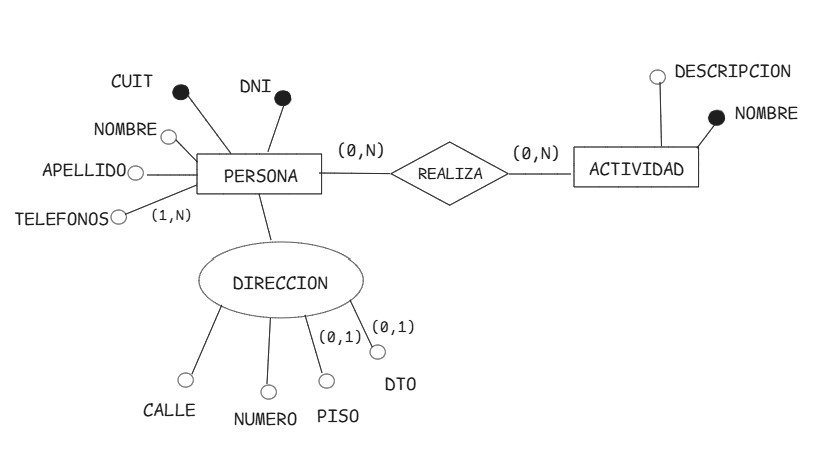 DESCRIPCION
CUIT
DNI
NOMBRE
NOMBRE
(0,N)
(0,N)
APELLIDO
PERSONA
REALIZA
ACTIVIDAD
TELEFONOS
(1,N)
DIRECCION
(0,1)
(0,1)
DTO
CALLE
NUMERO
PISO